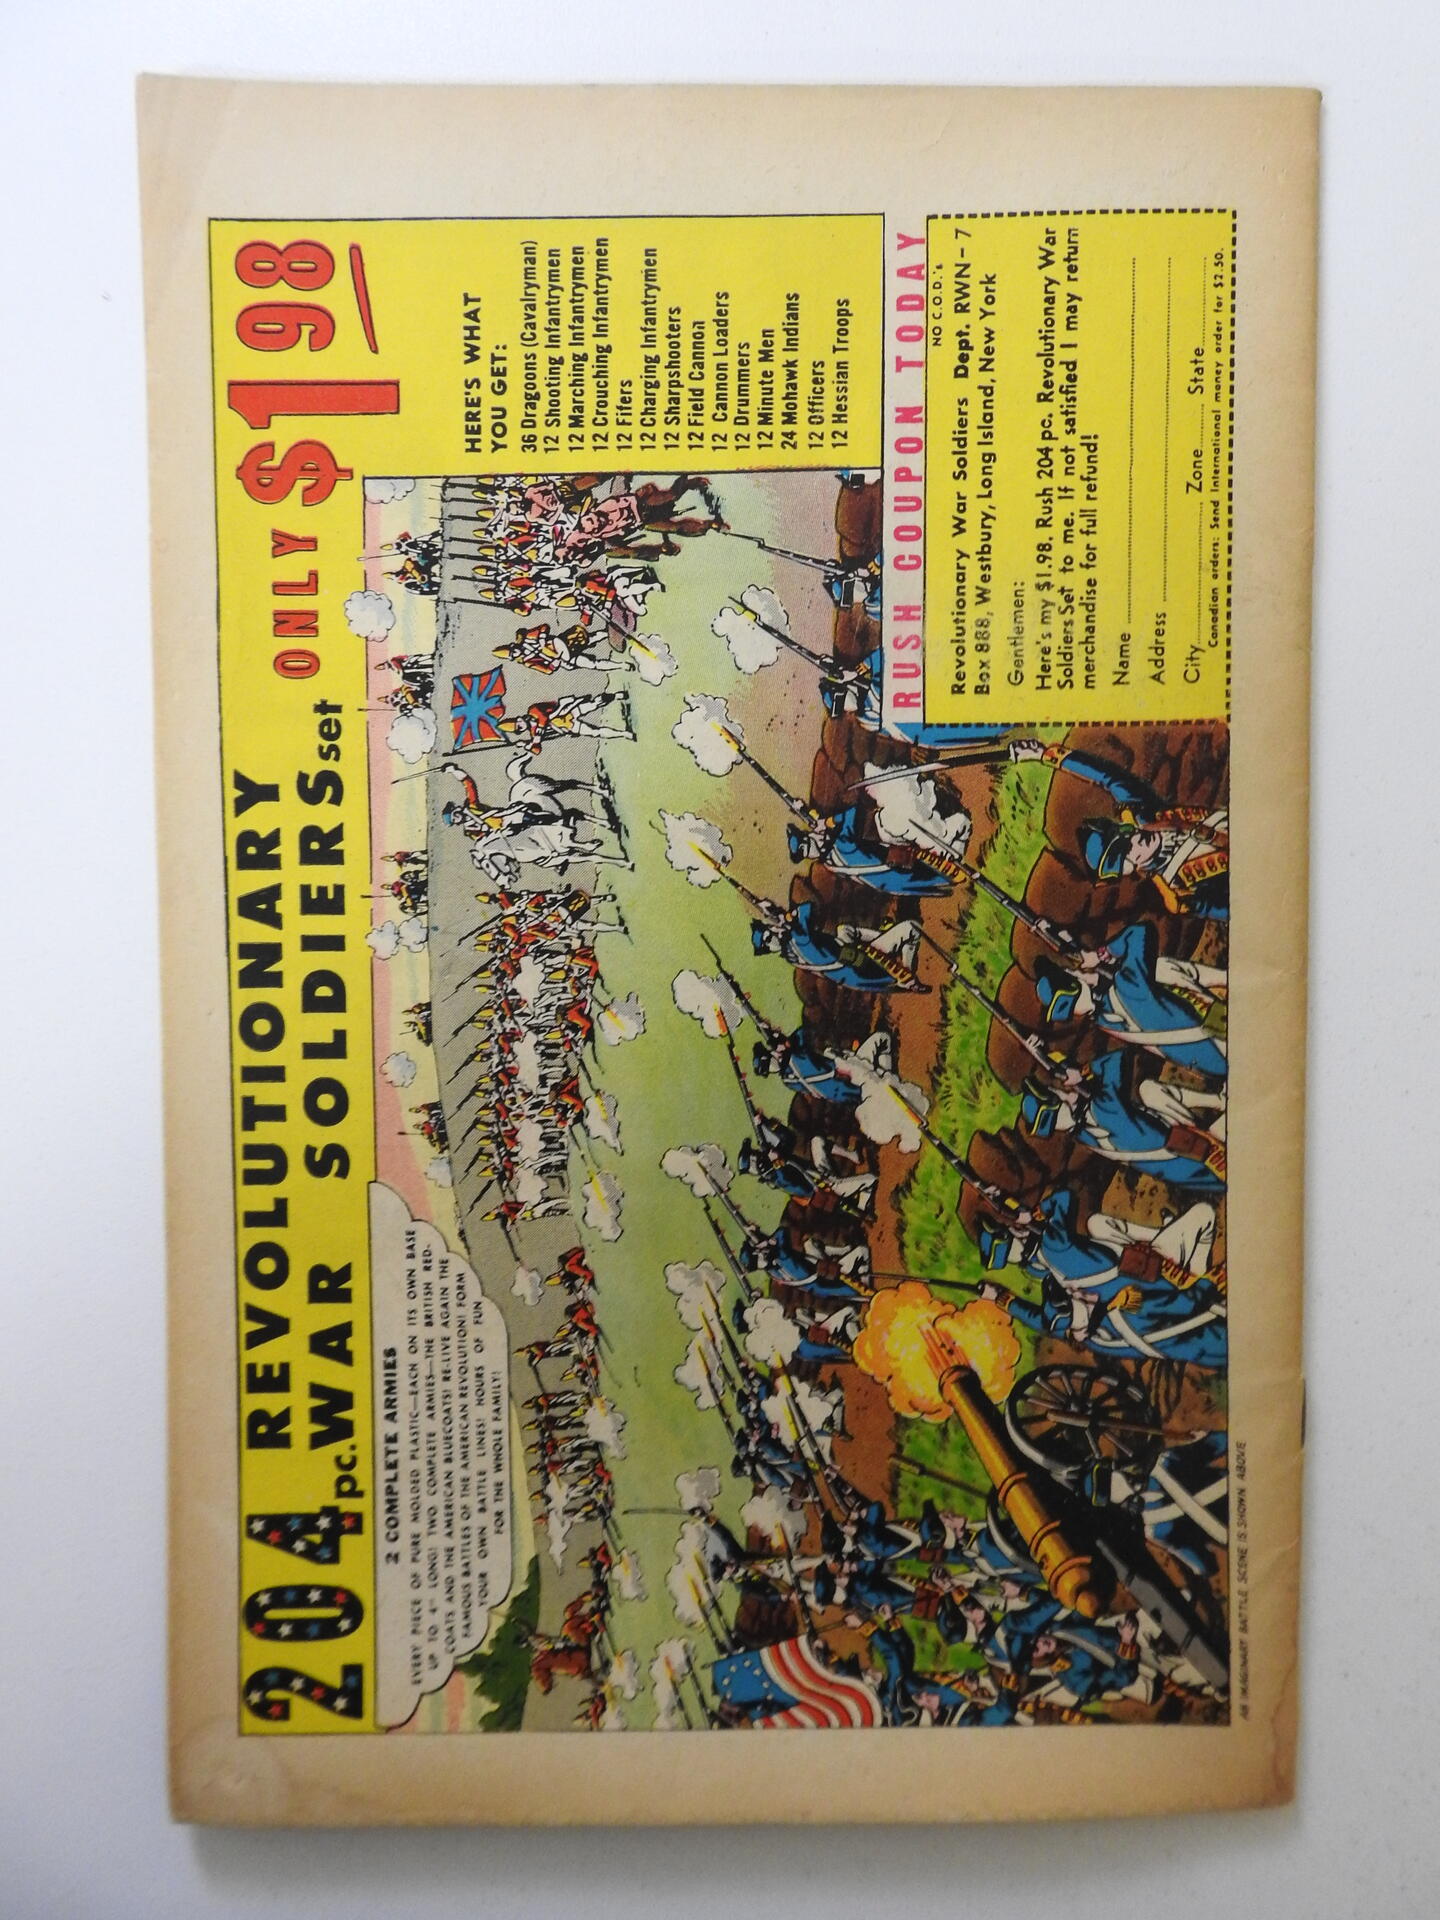 204 REVOLUTIONARY
pc. WAR SOLDIERS set
ONLY $1 98
2 COMPLETE ARMIES
EVERY PIECE OF PURE MOLDED PLASTIC—EACH ON ITS OWN BASE
UP TO 4" LONG! TWO COMPLETE ARMIES—THE BRITISH RED-
COATS AND THE AMERICAN BLUECOATS! RE-LIVE AGAIN THE
FAMOUS BATTLES OF THE AMERICAN REVOLUTION! FORM
YOUR OWN BATTLE LINES! HOURS OF FUN
FOR THE WHOLE FAMILY!
HERE'S WHAT
YOU GET:
36 Dragoons (Cavalryman)
12 Shooting Infantrymen
12 Marching Infantrymen
12 Crouching Infantrymen
12 Fifers
12 Charging Infantrymen
12 Sharpshooters
12 Field Cannon
12 Cannon Loaders
12 Drummers
12 Minute Men
24 Mohawk Indians
12 Officers
12 Hessian Troops
RUSH COUPON TODAY
NO C.O.D.'s
Revolutionary War Soldiers Dept. RWN-7
Box 888, Westbury, Long Island, New York
Gentlemen:
Here's my $1.98. Rush 204 pc. Revolutionary War
Soldiers Set to me. If not satisfied I may return
merchandise for full refund!
Name
Address
City Zone State
Canadian orders: Send International money order for $2.50.
AN IMAGINARY BATTLE SCENE IS SHOWN ABOVE